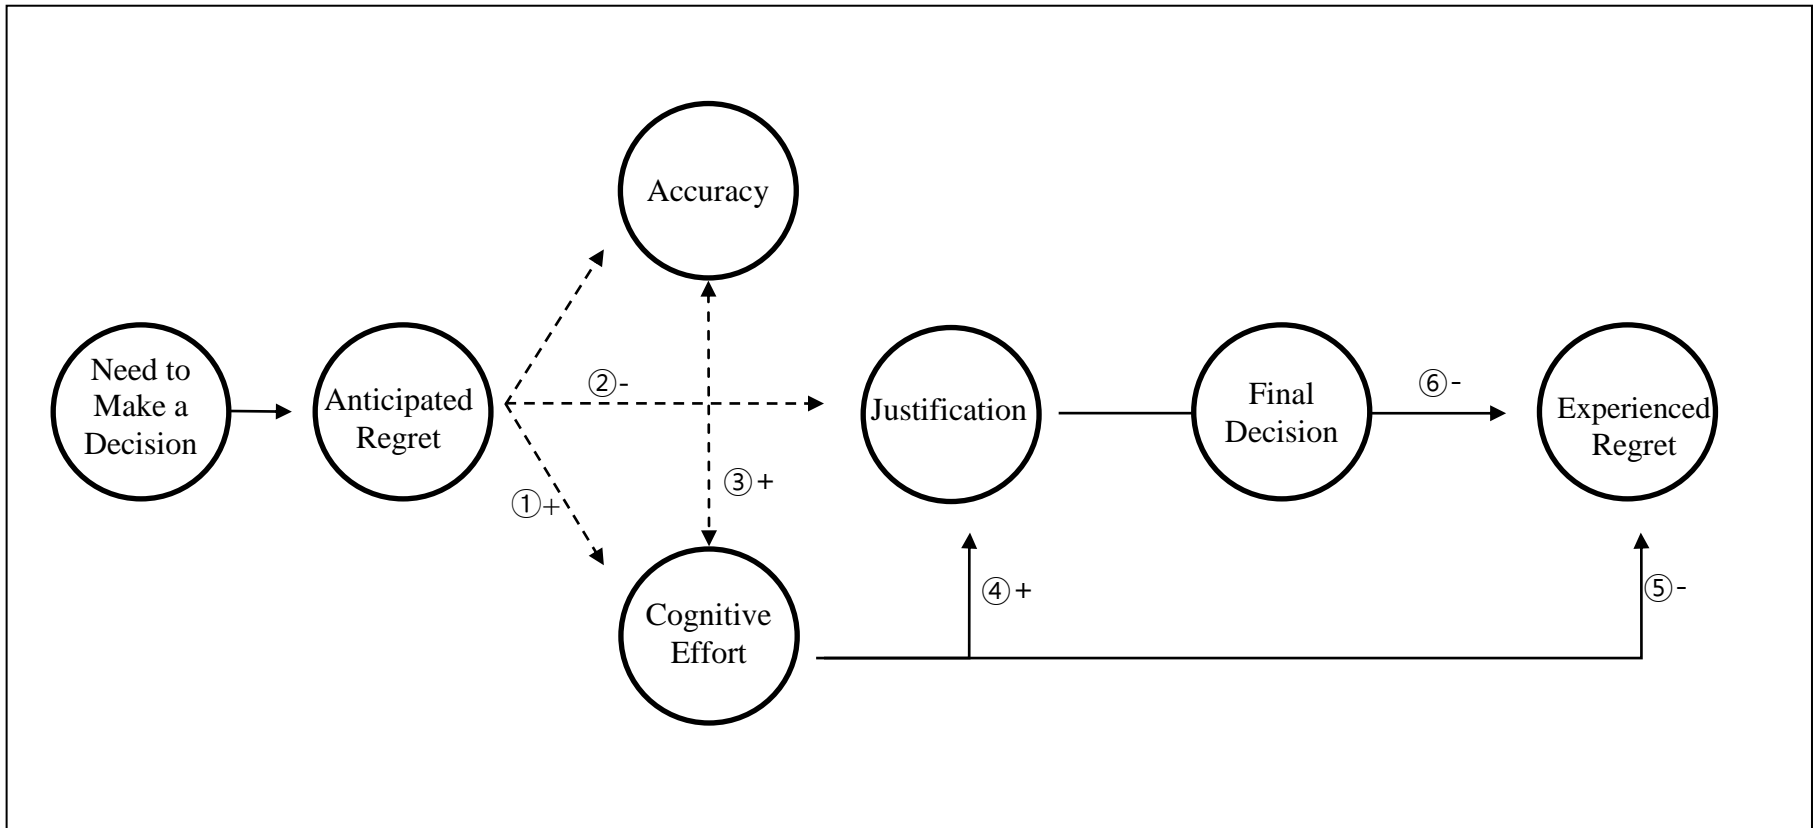 Accuracy
Need to
Make a
Decision
Anticipated
Regret
②-
Justification
Final
Decision
⑥-
Experienced
Regret
①+
③+
④+
⑤-
Cognitive
Effort